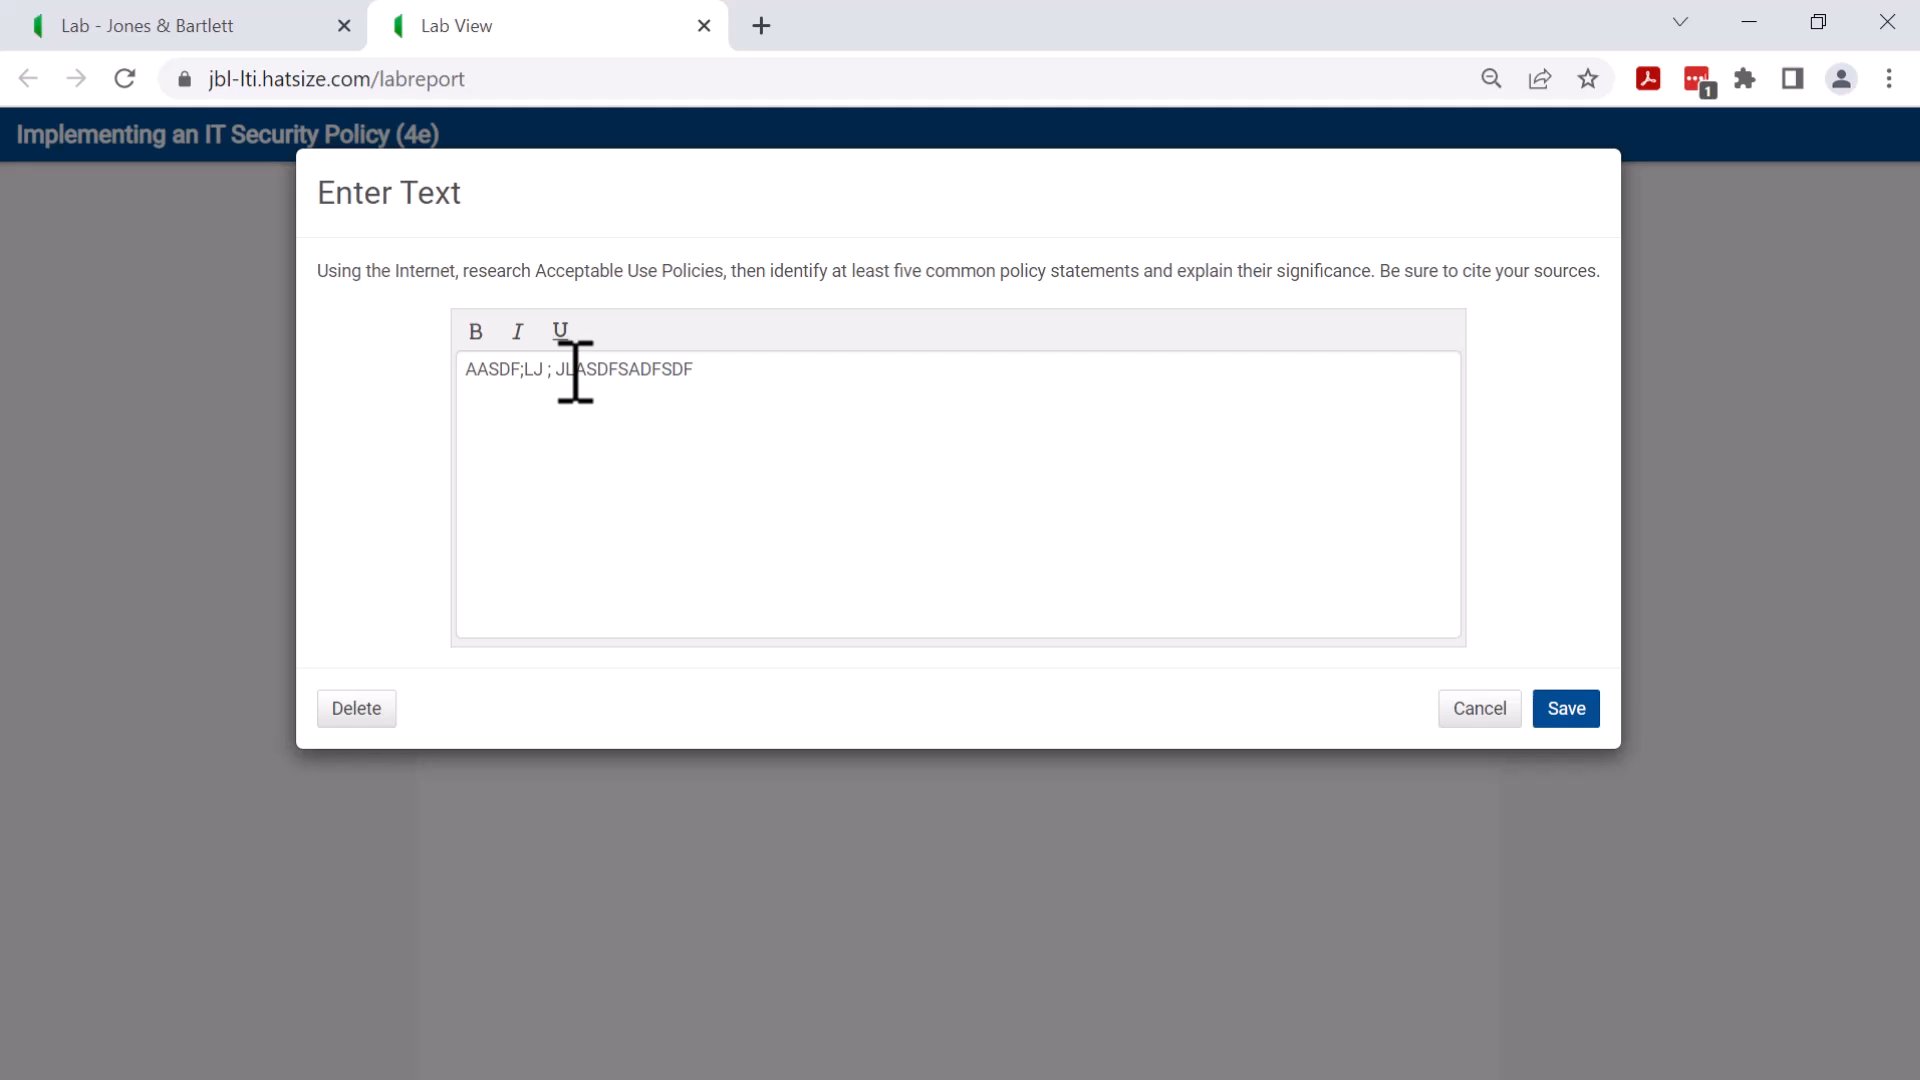 Lab - Jones & Bartlett
Lab View
jbl-lti.hatsize.com/labreport
1
Implementing an IT Security Policy (4e)
Enter Text
Using the Internet, research Acceptable Use Policies, then identify at least five common policy statements and explain their significance. Be sure to cite your sources.
B I U
AASDF;LJ ; JLASDFSADFSDF
Delete
Cancel
Save